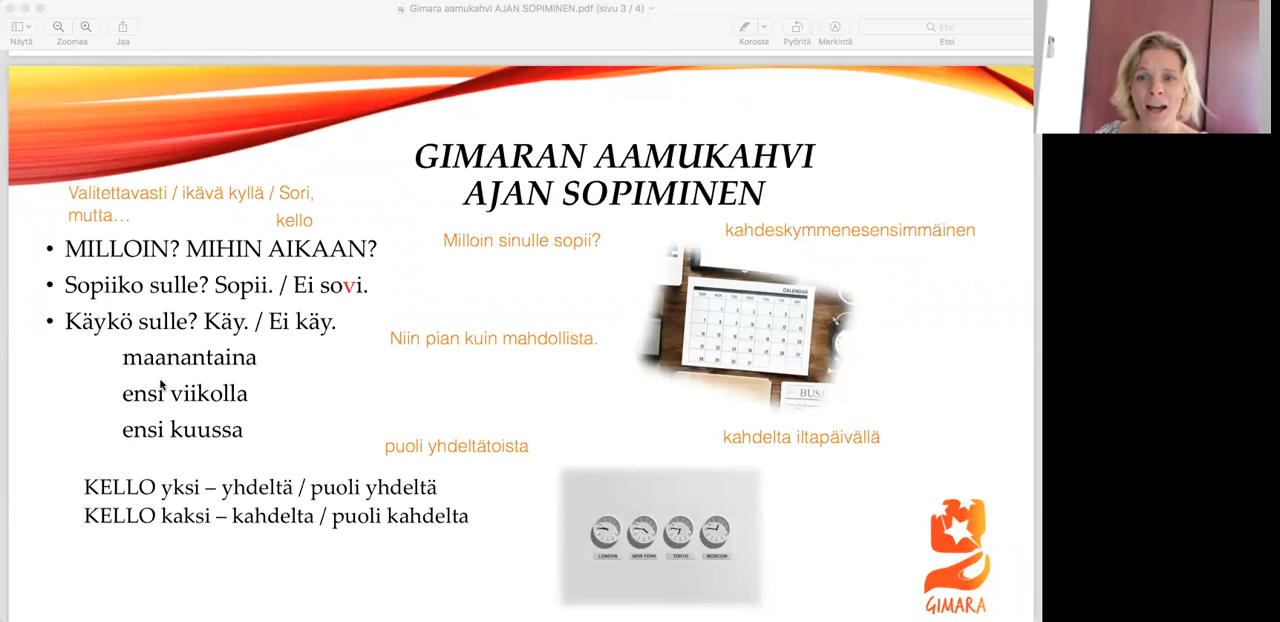 Gimara aamukahvi AJAN SOPIMINEN.pdf (sivu 3 / 4)
Näytä
Zoomaa
Jaa
Korosta
Pyöritä
Merkintä
Etsi
Etsi
GIMARAN AAMUKAHVI
AJAN SOPIMINEN
Valitettavasti / ikävä kyllä / Sori,
mutta…
kello
• MILLOIN? MIHIN AIKAAN?
• Sopiiko sulle? Sopii. / Ei sovi.
• Käykö sulle? Käy. / Ei käy.
maanantaina
ensi viikolla
ensi kuussa
Milloin sinulle sopii?
kahdeskymmenesensimmäinen
CALENDAR
Niin pian kuin mahdollista.
BUSI
puoli yhdeltätoista
kahdelta iltapäivällä
KELLO yksi – yhdeltä / puoli yhdeltä
KELLO kaksi – kahdelta / puoli kahdelta
LONDON
NEW YORK
TOKYO
MOSCOW
GIMARA